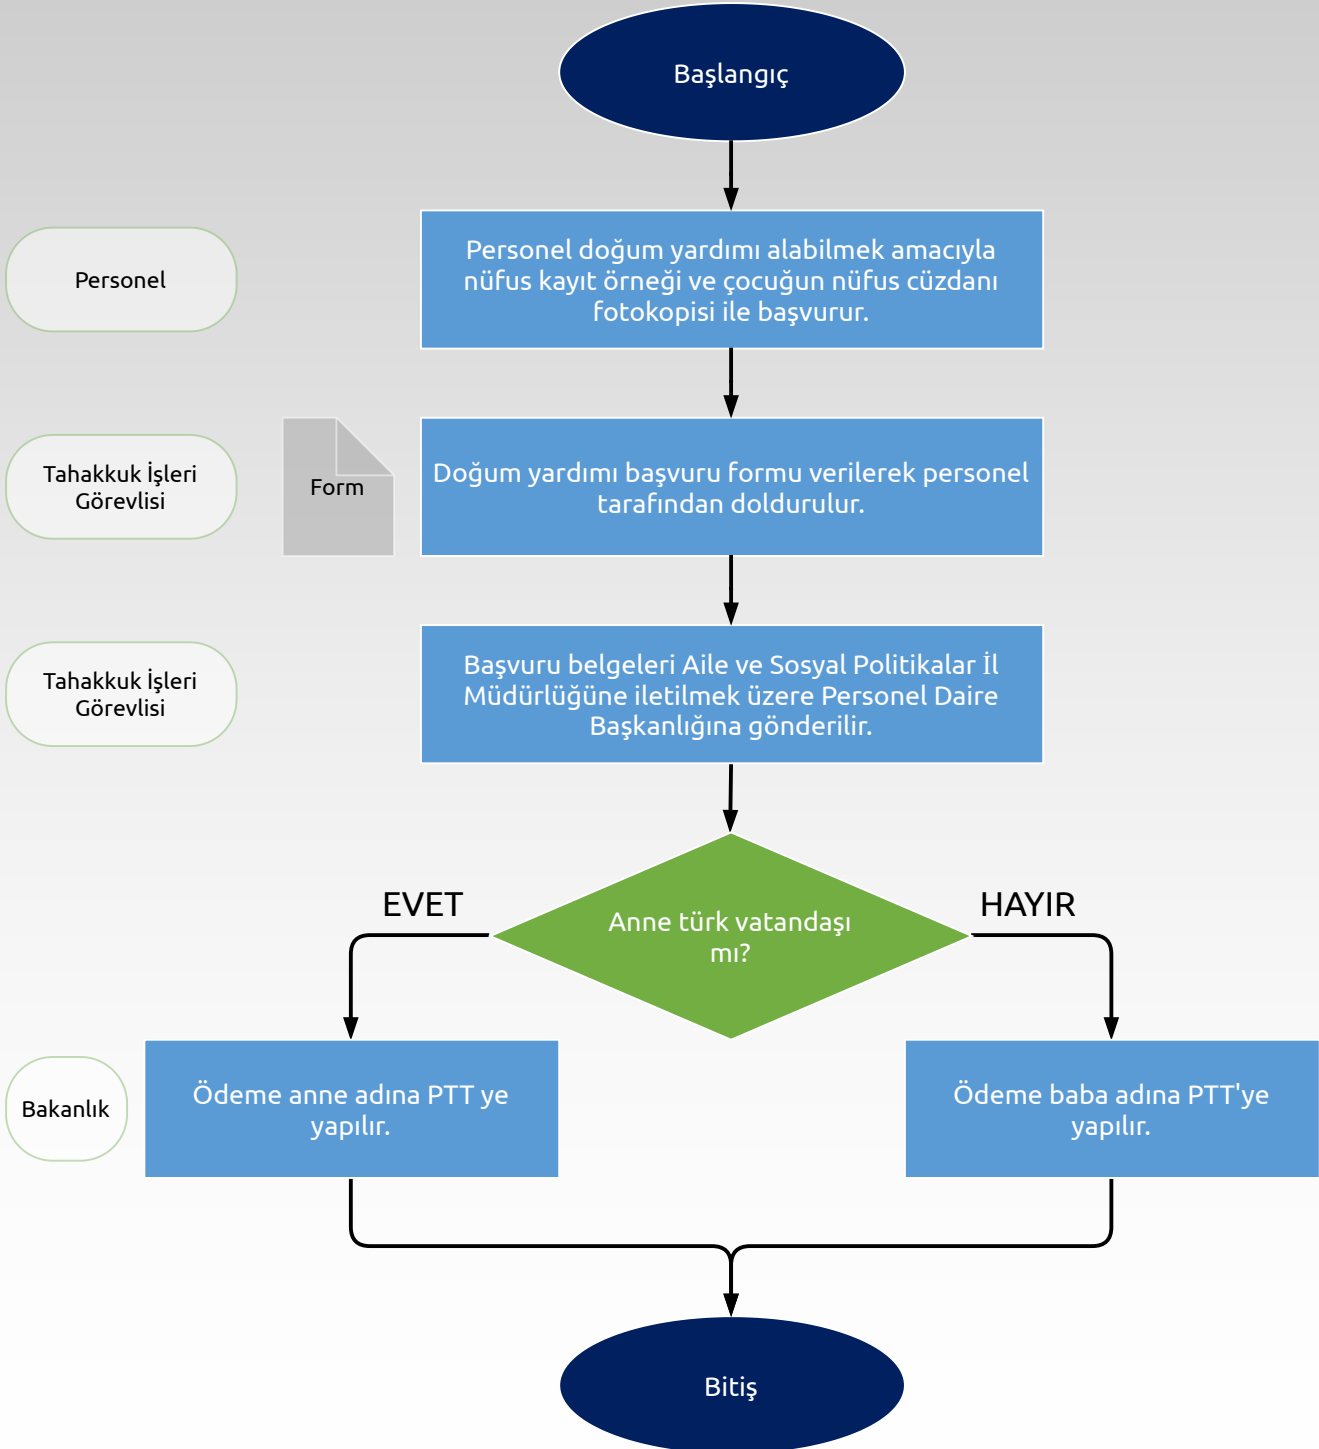 Başlangıç
Personel
Personel doğum yardımı alabilmek amacıyla
nüfus kayıt örneği ve çocuğun nüfus cüzdanı
fotokopisi ile başvurur.
Tahakkuk İşleri
Görevlisi
Form
Doğum yardımı başvuru formu verilerek personel
tarafından doldurulur.
Tahakkuk İşleri
Görevlisi
Başvuru belgeleri Aile ve Sosyal Politikalar İl
Müdürlüğüne iletilmek üzere Personel Daire
Başkanlığına gönderilir.
EVET
Anne türk vatandaşı
mı?
HAYIR
Bakanlık
Ödeme anne adına PTT ye
yapılır.
Ödeme baba adına PTT'ye
yapılır.
Bitiş